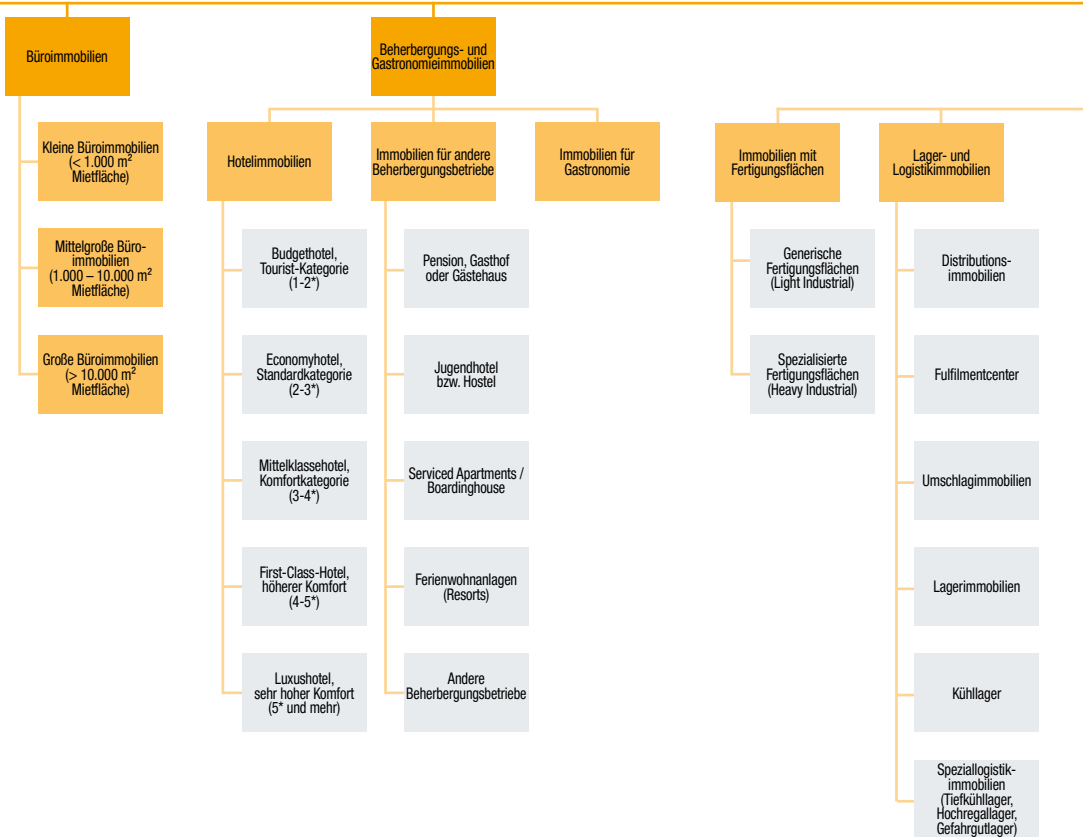 Büroimmobilien
Kleine Büroimmobilien
(< 1.000 m²
Mietfläche)
Mittelgroße Büro-
immobilien
(1.000 – 10.000 m²
Mietfläche)
Große Büroimmobilien
(> 10.000 m²
Mietfläche)
Beherbergungs- und
Gastronomieimmobilien
Hotelimmobilien
Budgethotel,
Tourist-Kategorie
(1-2*)
Economyhotel,
Standardkategorie
(2-3*)
Mittelklassehotel,
Komfortkategorie
(3-4*)
First-Class-Hotel,
höherer Komfort
(4-5*)
Luxushotel,
sehr hoher Komfort
(5* und mehr)
Immobilien für andere
Beherbergungsbetriebe
Pension, Gasthof
oder Gästehaus
Jugendhotel
bzw. Hostel
Serviced Apartments /
Boardinghouse
Ferienwohnanlagen
(Resorts)
Andere
Beherbergungsbetriebe
Immobilien für
Gastronomie
Immobilien mit
Fertigungsflächen
Generische
Fertigungsflächen
(Light Industrial)
Spezialisierte
Fertigungsflächen
(Heavy Industrial)
Lager- und
Logistikimmobilien
Distributions-
immobilien
Fulfilmentcenter
Umschlagimmobilien
Lagerimmobilien
Kühllager
Speziallogistik-
immobilien
(Tiefkühllager,
Hochregallager,
Gefahrgutlager)